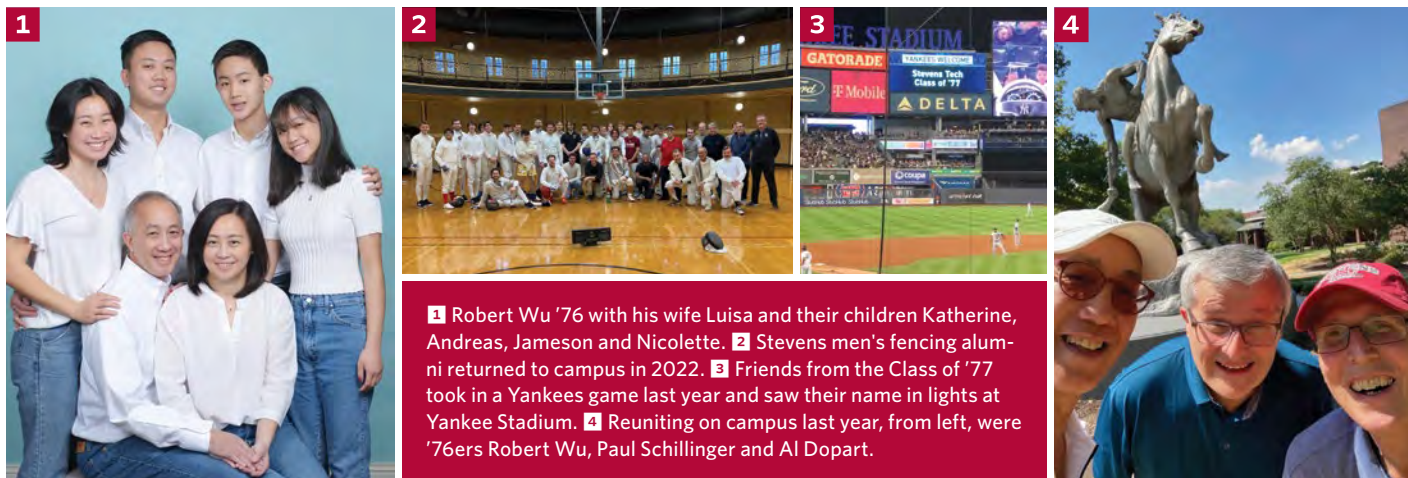 1
2
3
4
EE STADIUM
GATORADE
YANKEES WELCOME
Stevens Tech
Class of '77
Ford
T Mobile
DELTA
coupa
1 Robert Wu '76 with his wife Luisa and their children Katherine,
Andreas, Jameson and Nicolette. 2 Stevens men's fencing alum-
ni returned to campus in 2022. 3 Friends from the Class of '77
took in a Yankees game last year and saw their name in lights at
Yankee Stadium. 4 Reuniting on campus last year, from left, were
'76ers Robert Wu, Paul Schillinger and Al Dopart.